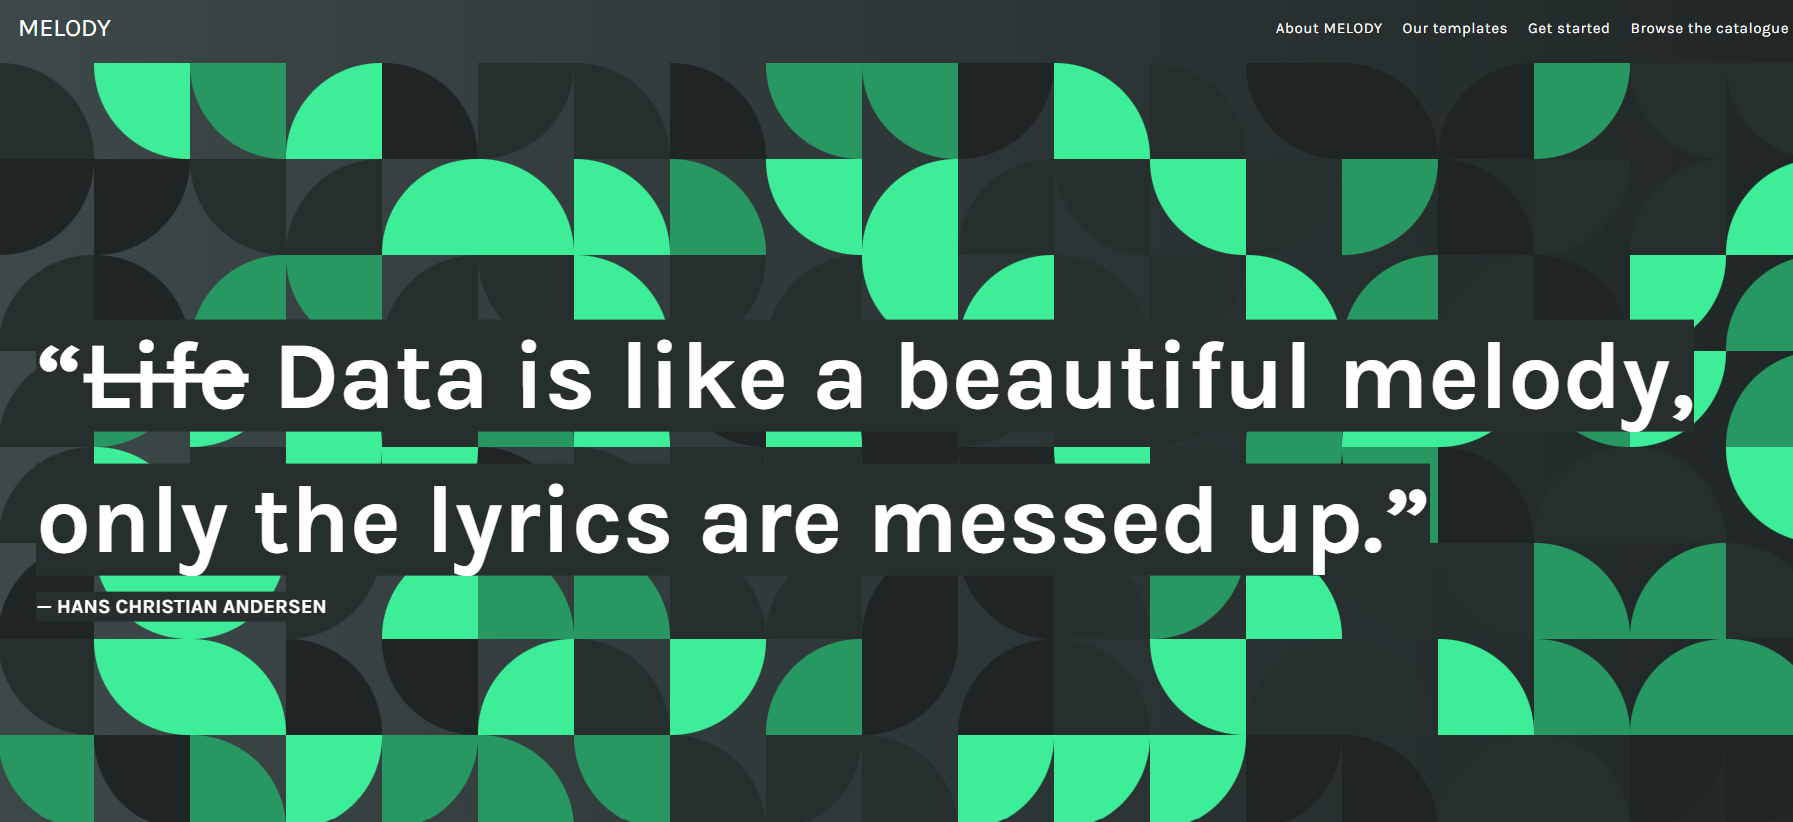 MELODY
About MELODY Our templates Get started Browse the catalogue
“Life Data is like a beautiful melody,
only the lyrics are messed up.”
— HANS CHRISTIAN ANDERSEN